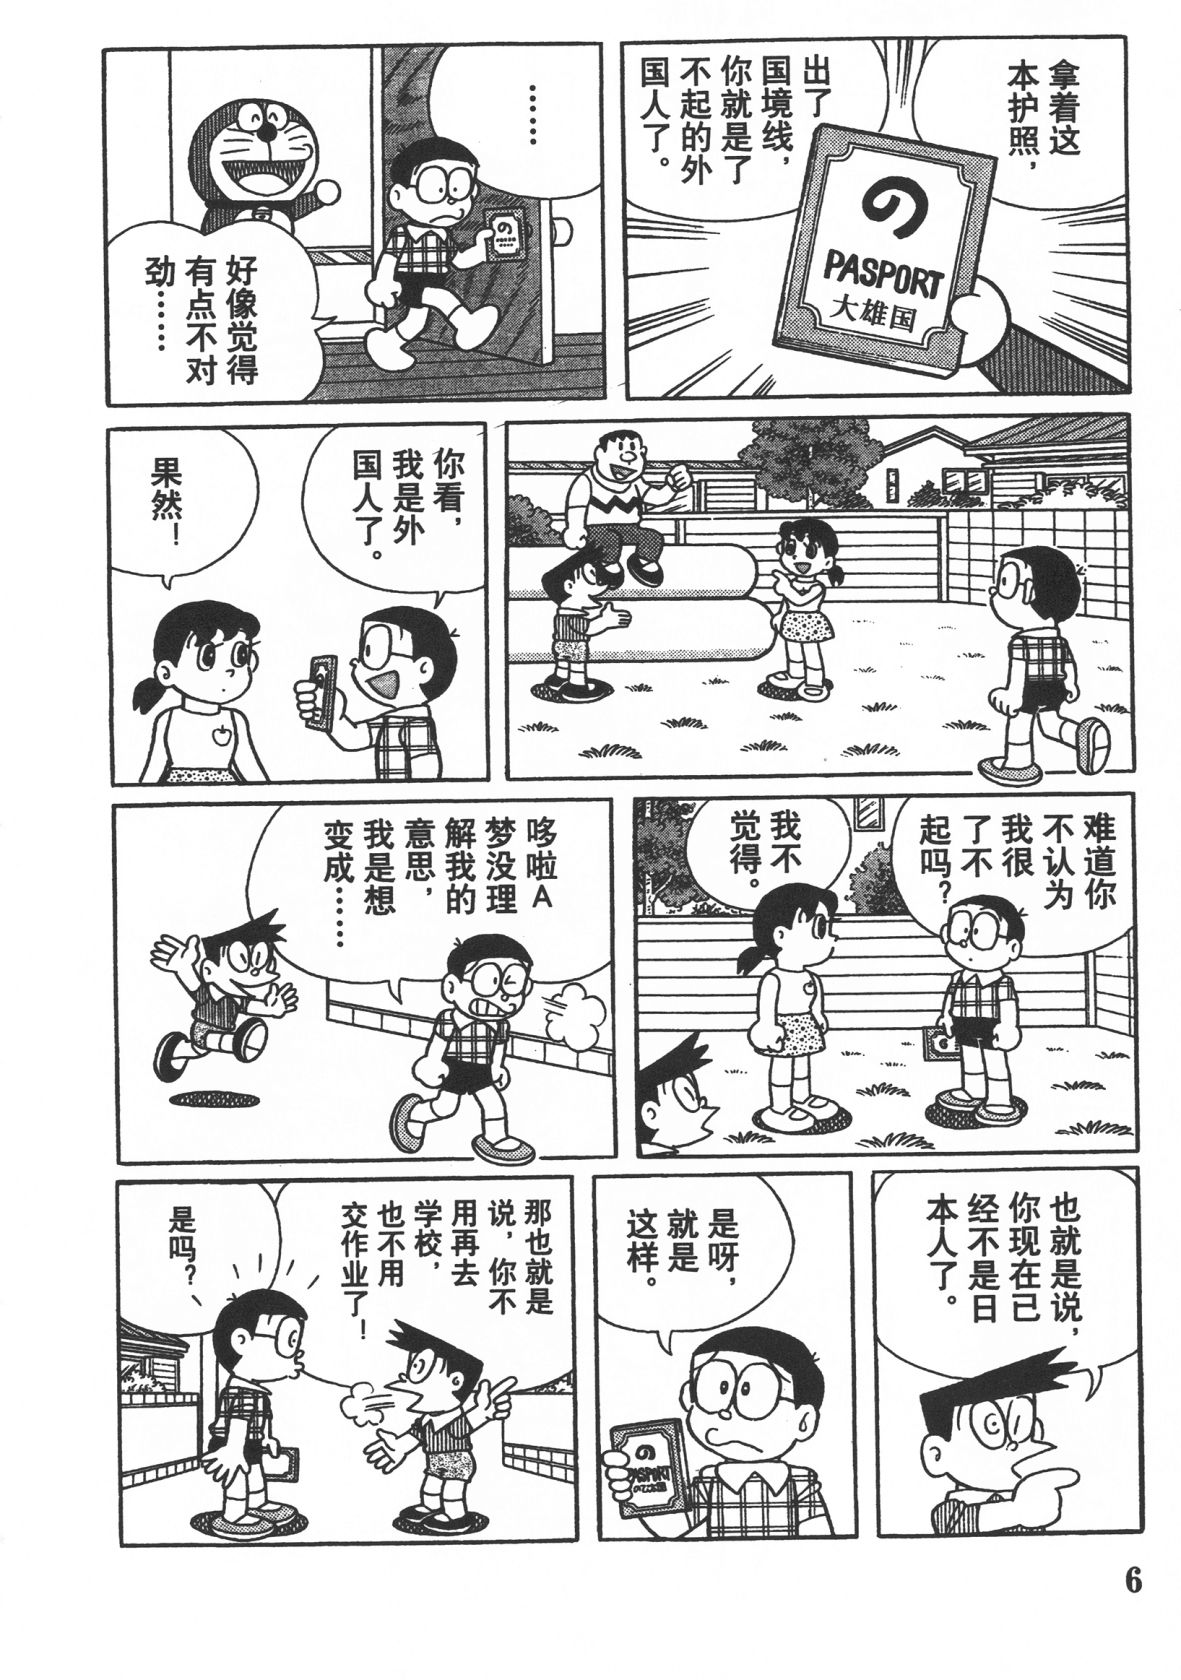 拿着这
本护照，
出了
国境线，
你就是了
不起的外
国人了。
の
PASPORT
大雄国
……
好像觉得
有点不对
劲……
你看，
我是外
国人了。
果然！
难道你
不认为
我很
了不
起吗？
我不
觉得。
哆啦A
梦没理
解我的
意思，
我是想
变成……
也就是说，
你现在已
经不是日
本人了。
是呀，
就是
这样。
の
PASPORT
那也就是
说，你不
用再去
学校，
也不用
交作业了！
是吗？
6